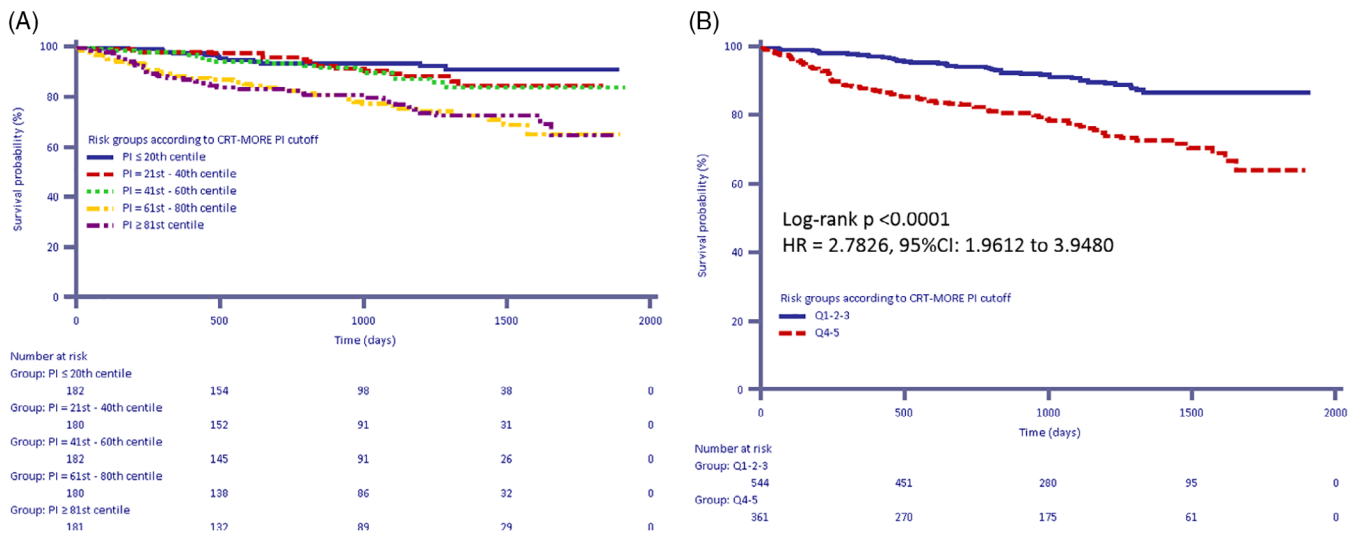 (A)
Survival probability (%)
100
80
60
40
20
0
Risk groups according to CRT-MORE PI cutoff
PI ≤ 20th centile
PI = 21st - 40th centile
PI = 41st - 60th centile
PI = 61st - 80th centile
PI ≥ 81st centile
0 500 1000 1500 2000
Time (days)
Number at risk
Group: PI ≤ 20th centile
182 154 98 38 0
Group: PI = 21st - 40th centile
180 152 91 31 0
Group: PI = 41st - 60th centile
182 145 91 26 0
Group: PI = 61st - 80th centile
180 138 86 32 0
Group: PI ≥ 81st centile
181 132 89 29 0
(B)
Survival probability (%)
100
80
60
40
20
0
Log-rank p <0.0001
HR = 2.7826, 95%CI: 1.9612 to 3.9480
Risk groups according to CRT-MORE PI cutoff
Q1-2-3
Q4-5
0 500 1000 1500 2000
Time (days)
Number at risk
Group: Q1-2-3
544 451 280 95 0
Group: Q4-5
361 270 175 61 0